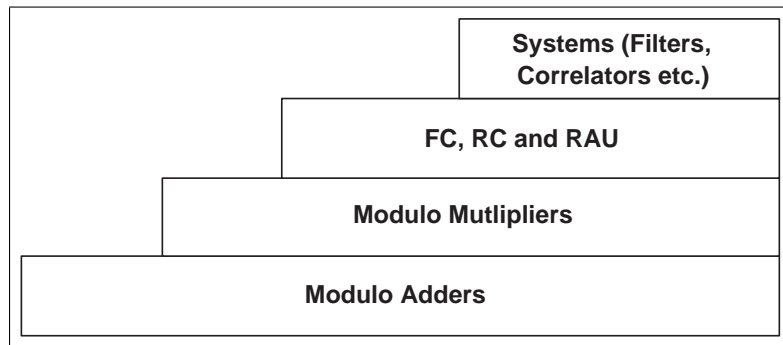 Systems (Filters,
Correlators etc.)
FC, RC and RAU
Modulo Mutlipliers
Modulo Adders